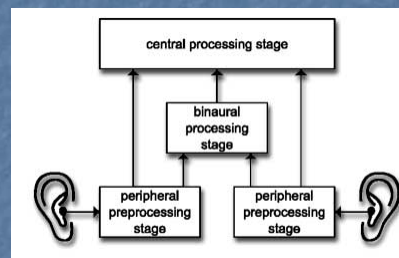 central processing stage
binaural
processing
stage
peripheral
preprocessing
stage
peripheral
preprocessing
stage